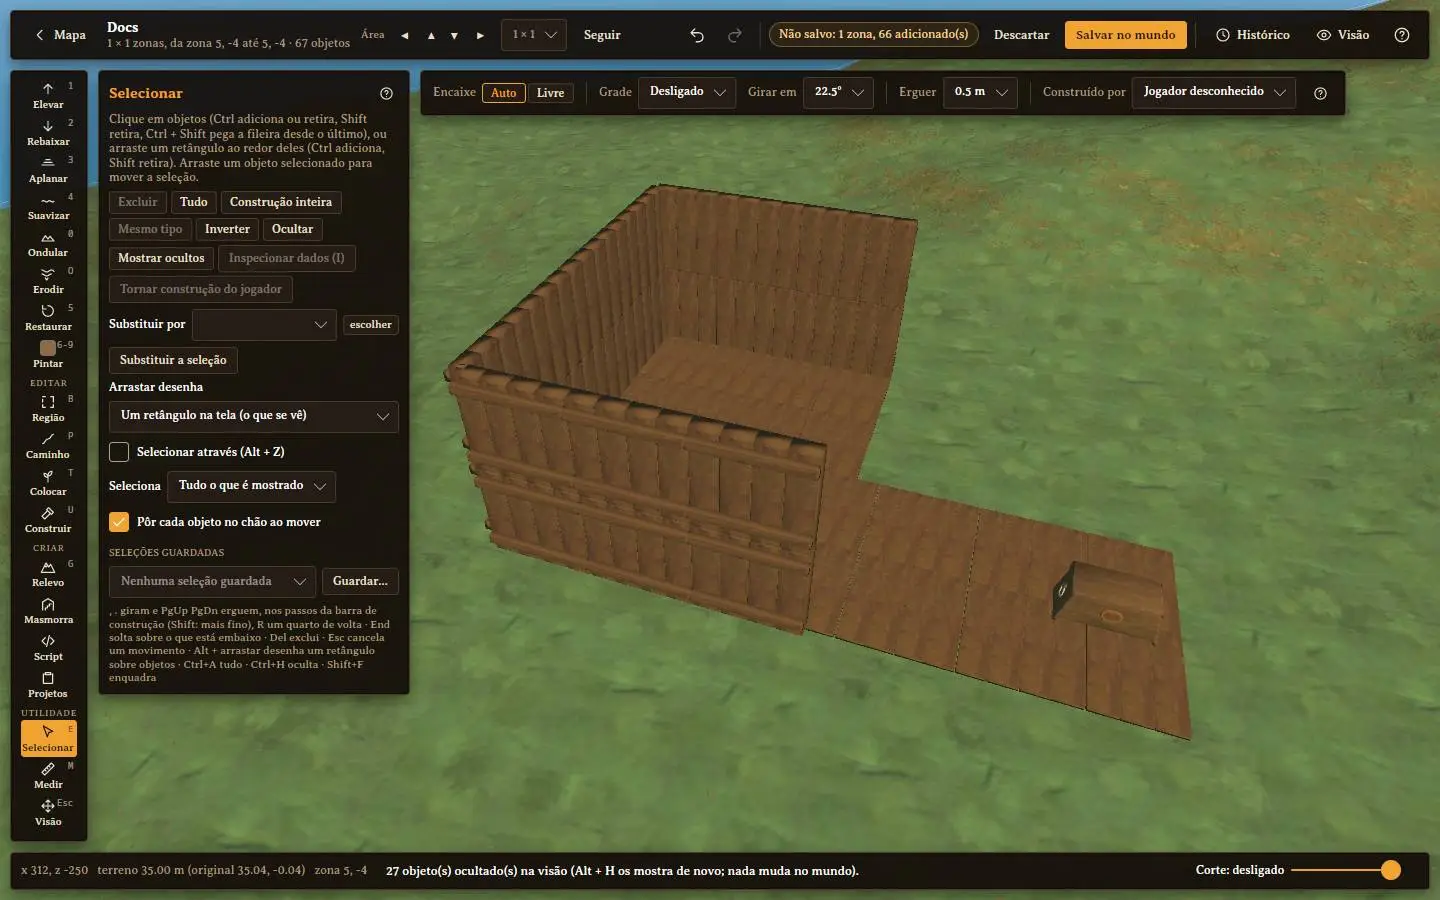 Mapa
Docs
1 × 1 zonas, da zona 5, -4 até 5, -4 · 67 objetos
Área
1 × 1
Seguir
Não salvo: 1 zona, 66 adicionado(s)
Descartar
Salvar no mundo
Histórico
Visão
Elevar 1
Rebaixar 2
Aplanar 3
Suavizar 4
Ondular 0
Erodir O
Restaurar 5
Pintar 6-9
EDITAR
Região B
Caminho P
Colocar T
Construir U
CRIAR
Relevo G
Masmorra
Script
Projetos
UTILIDADE
Selecionar E
Medir M
Visão Esc
Selecionar
Clique em objetos (Ctrl adiciona ou retira, Shift
retira, Ctrl + Shift pega a fileira desde o último), ou
arraste um retângulo ao redor deles (Ctrl adiciona,
Shift retira). Arraste um objeto selecionado para
mover a seleção.
Excluir Tudo Construção inteira
Mesmo tipo Inverter Ocultar
Mostrar ocultos Inspecionar dados (I)
Tornar construção do jogador
Substituir por escolher
Substituir a seleção
Arrastar desenha
Um retângulo na tela (o que se vê)
Selecionar através (Alt + Z)
Seleciona Tudo o que é mostrado
Pôr cada objeto no chão ao mover
SELEÇÕES GUARDADAS
Nenhuma seleção guardada Guardar...
, . giram e PgUp PgDn erguem, nos passos da barra de
construção (Shift: mais fino), R um quarto de volta · End
solta sobre o que está embaixo · Del exclui · Esc cancela
um movimento · Alt + arrastar desenha um retângulo
sobre objetos · Ctrl+A tudo · Ctrl+H oculta · Shift+F
enquadra
Encaixe Auto Livre Grade Desligado Girar em 22.5° Erguer 0.5 m Construído por Jogador desconhecido
x 312, z -250 terreno 35.00 m (original 35.04, -0.04) zona 5, -4
27 objeto(s) ocultado(s) na visão (Alt + H os mostra de novo; nada muda no mundo).
Corte: desligado